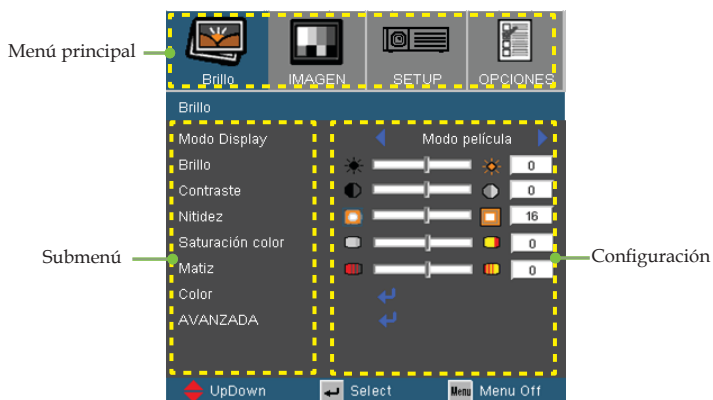 Menú principal
Brillo IMAGEN SETUP OPCIONES
Brillo
Modo Display Modo película
Brillo 0
Contraste 0
Nitidez 16
Saturación color 0
Submenú
Configuración
Matiz 0
Color
AVANZADA
UpDown Select Menu Menu Off